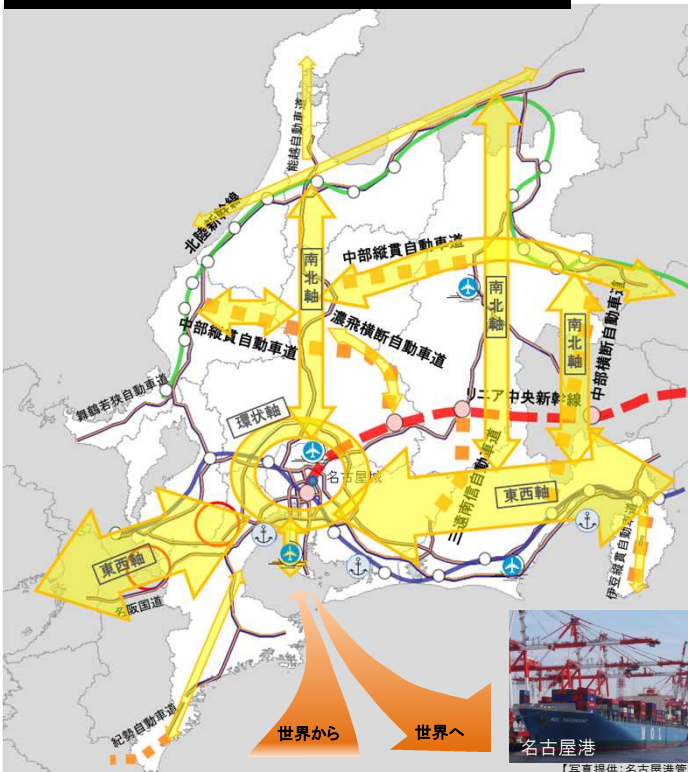 能越自動車道
北陸新幹線
南北軸
中部縦貫自動車道
南北軸
南北軸
中部横断自動車道
中部縦貫自動車道
濃飛横断自動車道
舞鶴若狭自動車道
環状軸
リニア中央新幹線
名古屋城
三遠南信自動車道
東西軸
東西軸
伊豆縦貫自動車道
名阪国道
紀勢自動車道
世界から
世界へ
MOL
名古屋港
【写真提供:名古屋港管